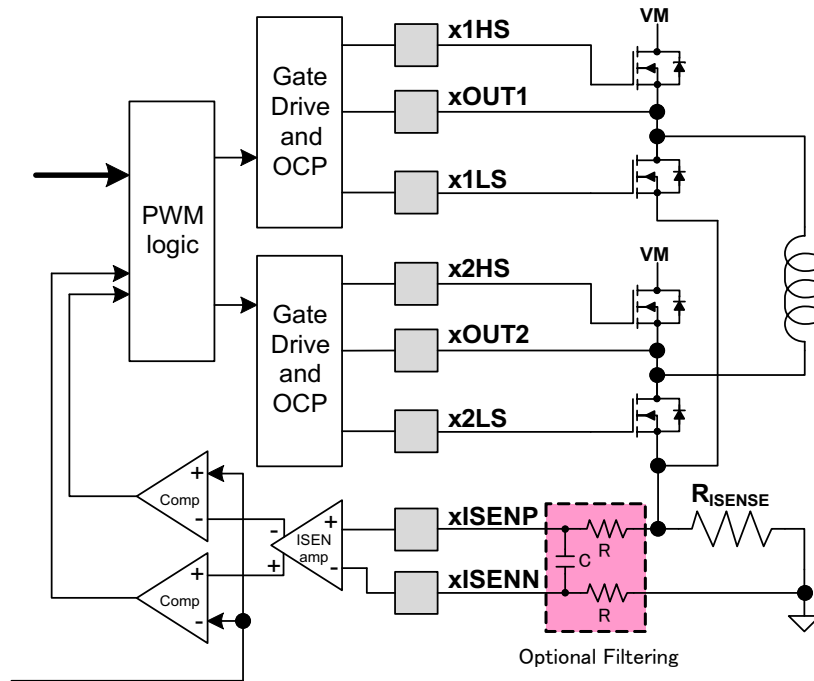 VM
x1HS
Gate
Drive
and
OCP
xOUT1
x1LS
PWM
logic
VM
x2HS
Gate
Drive
and
OCP
xOUT2
x2LS
+
Comp
-
-
+
ISEN
amp
+
-
xISENP
R
C
RISENSE
+
Comp
-
xISENN
R
Optional Filtering